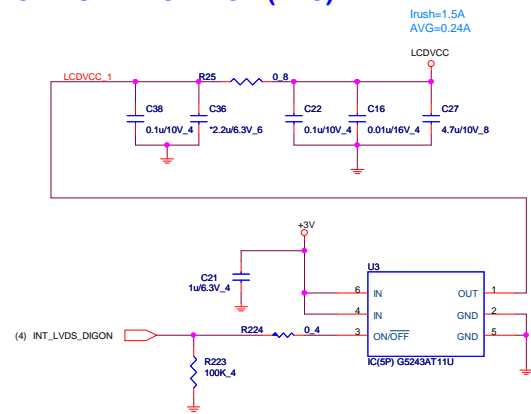 Irush=1.5A
AVG=0.24A
LCDVCC
LCDVCC_1
R25
0_8
C38
0.1u/10V_4
C36
*2.2u/6.3V_6
C22
0.1u/10V_4
C16
0.01u/16V_4
C27
4.7u/10V_8
+3V
C21
1u/6.3V_4
U3
6
IN
4
IN
3
ON/OFF
OUT
1
GND
2
GND
5
IC(5P) G5243AT11U
(4) INT_LVDS_DIGON
R224
0_4
R223
100K_4